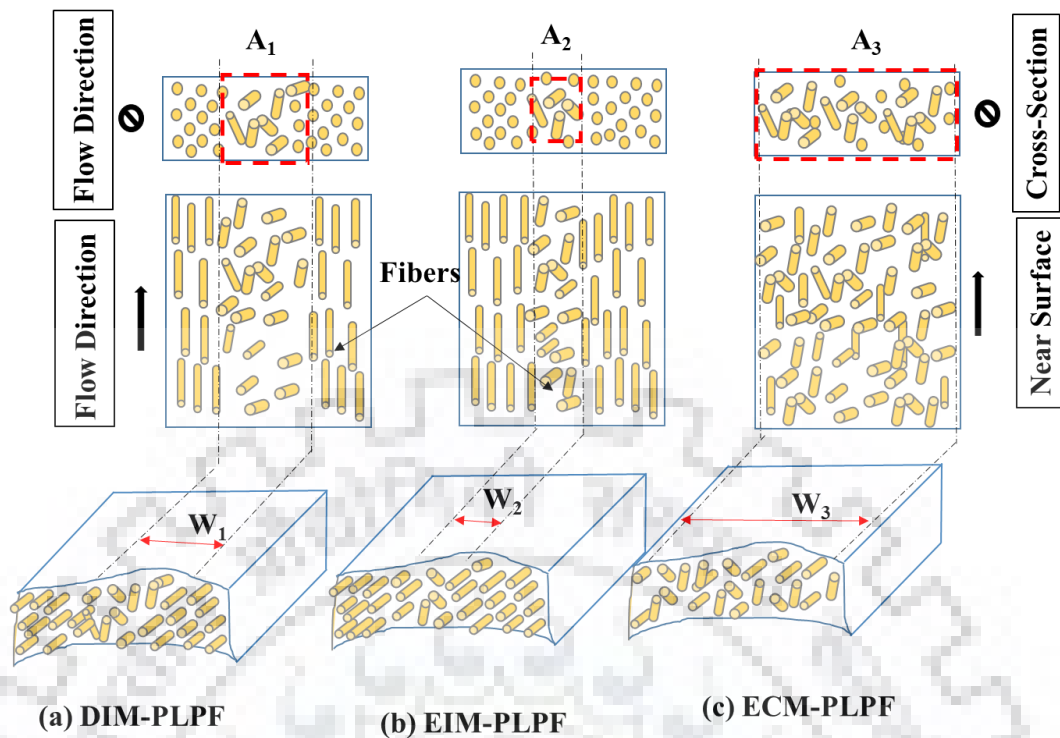 A1
A2
A3
Flow Direction
Cross-Section
Flow Direction
Fibers
Near Surface
W1
W2
W3
(a) DIM-PLPF
(b) EIM-PLPF
(c) ECM-PLPF